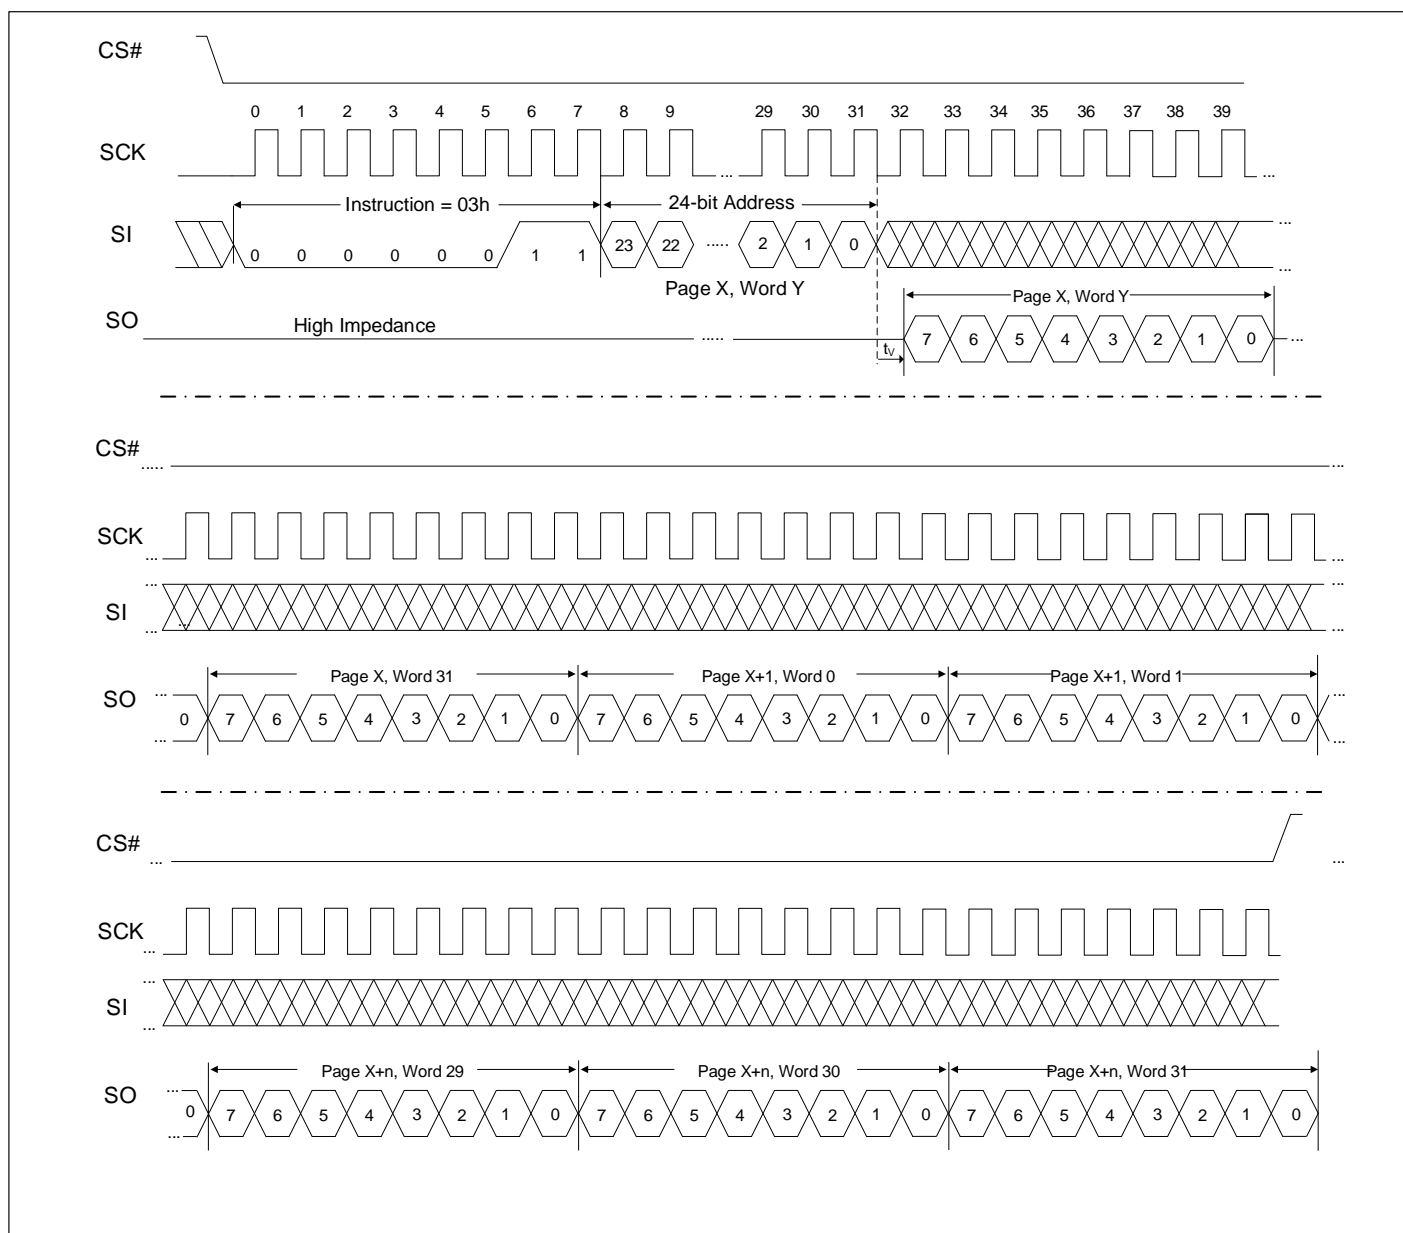 CS#
0 1 2 3 4 5 6 7 8 9 29 30 31 32 33 34 35 36 37 38 39
SCK ... ...
Instruction = 03h 24-bit Address
SI 0 0 0 0 0 0 1 1 23 22 ..... 2 1 0 ... ...
Page X, Word Y
Page X, Word Y
SO High Impedance ..... 7 6 5 4 3 2 1 0 ...
tV
CS# ..... ...
SCK ... ...
SI ... ... ... ... ...
Page X, Word 31 Page X+1, Word 0 Page X+1, Word 1
SO ... 0 7 6 5 4 3 2 1 0 7 6 5 4 3 2 1 0 7 6 5 4 3 2 1 0 ...
... ...
CS# ... ...
SCK ...
SI ... ...
Page X+n, Word 29 Page X+n, Word 30 Page X+n, Word 31
SO ... 0 7 6 5 4 3 2 1 0 7 6 5 4 3 2 1 0 7 6 5 4 3 2 1 0
...